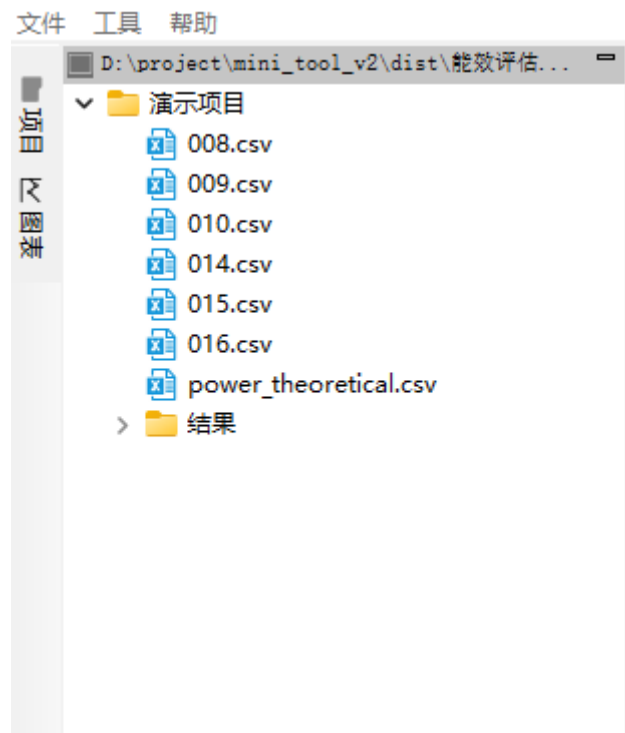 文件 工具 帮助
D:\project\mini_tool_v2\dist\能效评估...
项目
图表
演示项目
008.csv
009.csv
010.csv
014.csv
015.csv
016.csv
power_theoretical.csv
结果